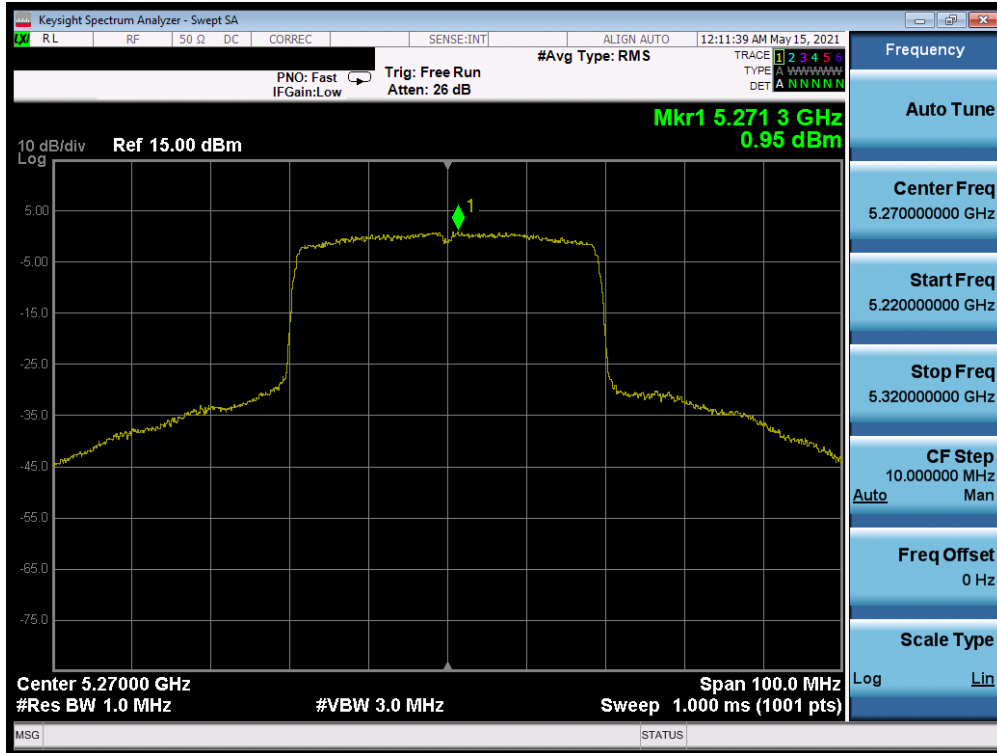 Keysight Spectrum Analyzer - Swept SA
LXI RL RF 50 Ω DC CORREC SENSE:INT ALIGN AUTO 12:11:39 AM May 15, 2021
#Avg Type: RMS
TRACE 1 2 3 4 5 6
PNO: Fast Trig: Free Run TYPE A WWWWW
IFGain:Low Atten: 26 dB DET A N N N N N
Mkr1 5.271 3 GHz
0.95 dBm
10 dB/div Ref 15.00 dBm
Log
1
5.00
-5.00
-15.0
-25.0
-35.0
-45.0
-55.0
-65.0
-75.0
Center 5.27000 GHz Span 100.0 MHz
#Res BW 1.0 MHz #VBW 3.0 MHz Sweep 1.000 ms (1001 pts)
MSG STATUS
Frequency
Auto Tune
Center Freq
5.270000000 GHz
Start Freq
5.220000000 GHz
Stop Freq
5.320000000 GHz
CF Step
10.000000 MHz
Auto Man
Freq Offset
0 Hz
Scale Type
Log Lin